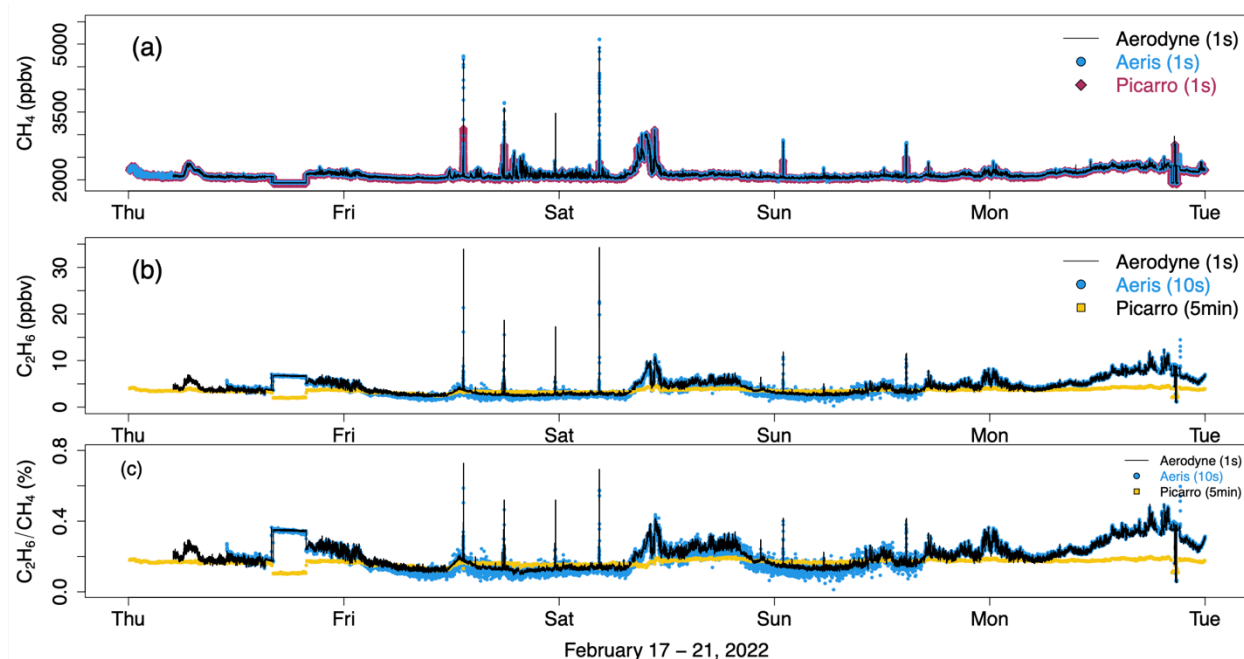 (a)
Aerodyne (1s)
Aeris (1s)
Picarro (1s)
CH₄ (ppbv)
5000
3500
2000
Thu Fri Sat Sun Mon Tue
(b)
Aerodyne (1s)
Aeris (10s)
Picarro (5min)
C₂H₆ (ppbv)
30
20
10
0
Thu Fri Sat Sun Mon Tue
(c)
Aerodyne (1s)
Aeris (10s)
Picarro (5min)
C₂H₆/CH₄ (%)
0.8
0.4
0.0
Thu Fri Sat Sun Mon Tue
February 17 – 21, 2022